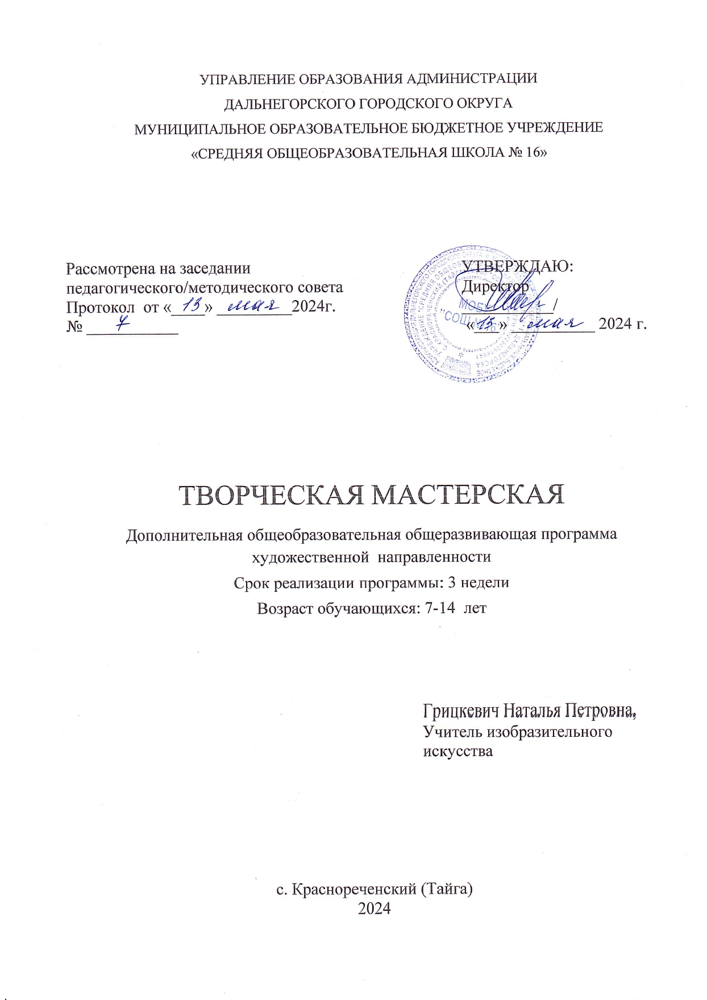 УПРАВЛЕНИЕ ОБРАЗОВАНИЯ АДМИНИСТРАЦИИ
ДАЛЬНЕГОРСКОГО ГОРОДСКОГО ОКРУГА
МУНИЦИПАЛЬНОЕ ОБРАЗОВАТЕЛЬНОЕ БЮДЖЕТНОЕ УЧРЕЖДЕНИЕ
«СРЕДНЯЯ ОБЩЕОБРАЗОВАТЕЛЬНАЯ ШКОЛА № 16»
Рассмотрена на заседании
педагогического/методического совета
Протокол от «13» мая 2024г.
№ 7
УТВЕРЖДАЮ:
Директор
/
«15» мая 2024 г.
ТВОРЧЕСКАЯ МАСТЕРСКАЯ
Дополнительная общеобразовательная общеразвивающая программа
художественной направленности
Срок реализации программы: 3 недели
Возраст обучающихся: 7-14 лет
Грицкевич Наталья Петровна,
Учитель изобразительного
искусства
с. Краснореченский (Тайга)
2024